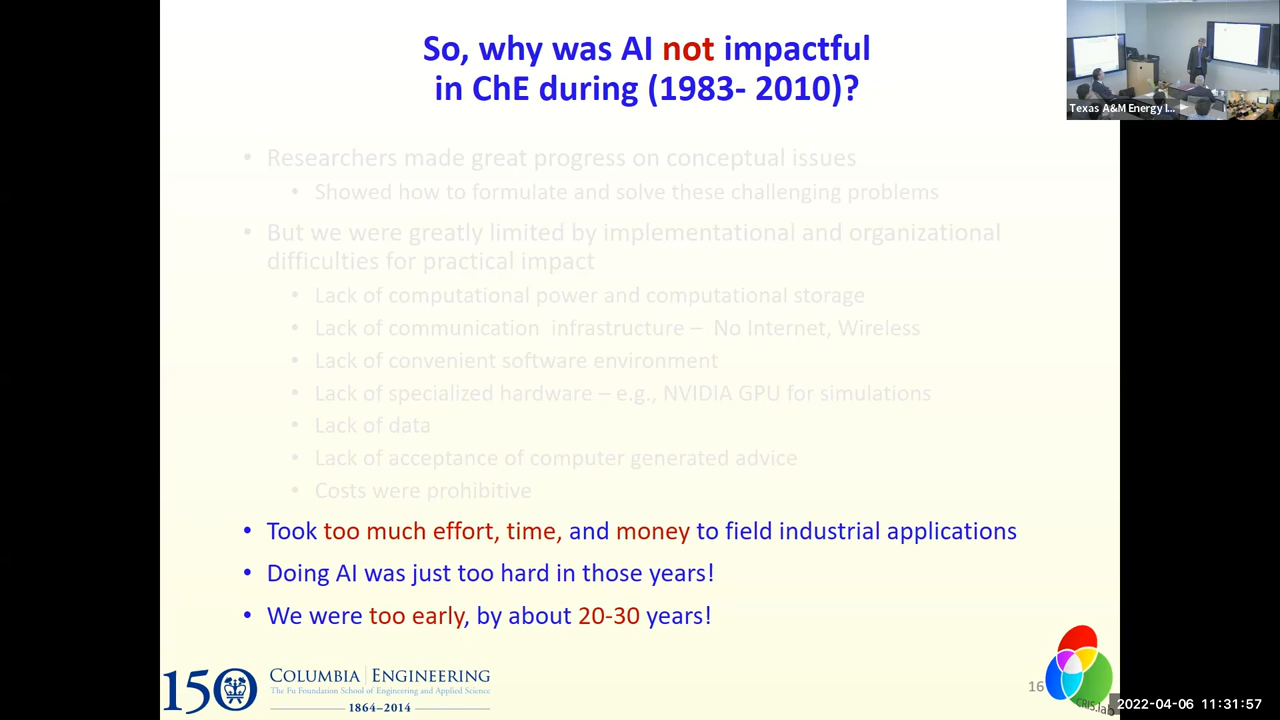 So, why was AI not impactful
in ChE during (1983- 2010)?
Texas A&M Energy I...
• Researchers made great progress on conceptual issues
• Showed how to formulate and solve these challenging problems
• But we were greatly limited by implementational and organizational
difficulties for practical impact
• Lack of computational power and computational storage
• Lack of communication infrastructure – No Internet, Wireless
• Lack of convenient software environment
• Lack of specialized hardware – e.g., NVIDIA GPU for simulations
• Lack of data
• Lack of acceptance of computer generated advice
• Costs were prohibitive
• Took too much effort, time, and money to field industrial applications
• Doing AI was just too hard in those years!
• We were too early, by about 20-30 years!
150 COLUMBIA | ENGINEERING
The Fu Foundation School of Engineering and Applied Science
1864–2014
16
CRIS.lab
2022-04-06 11:31:57